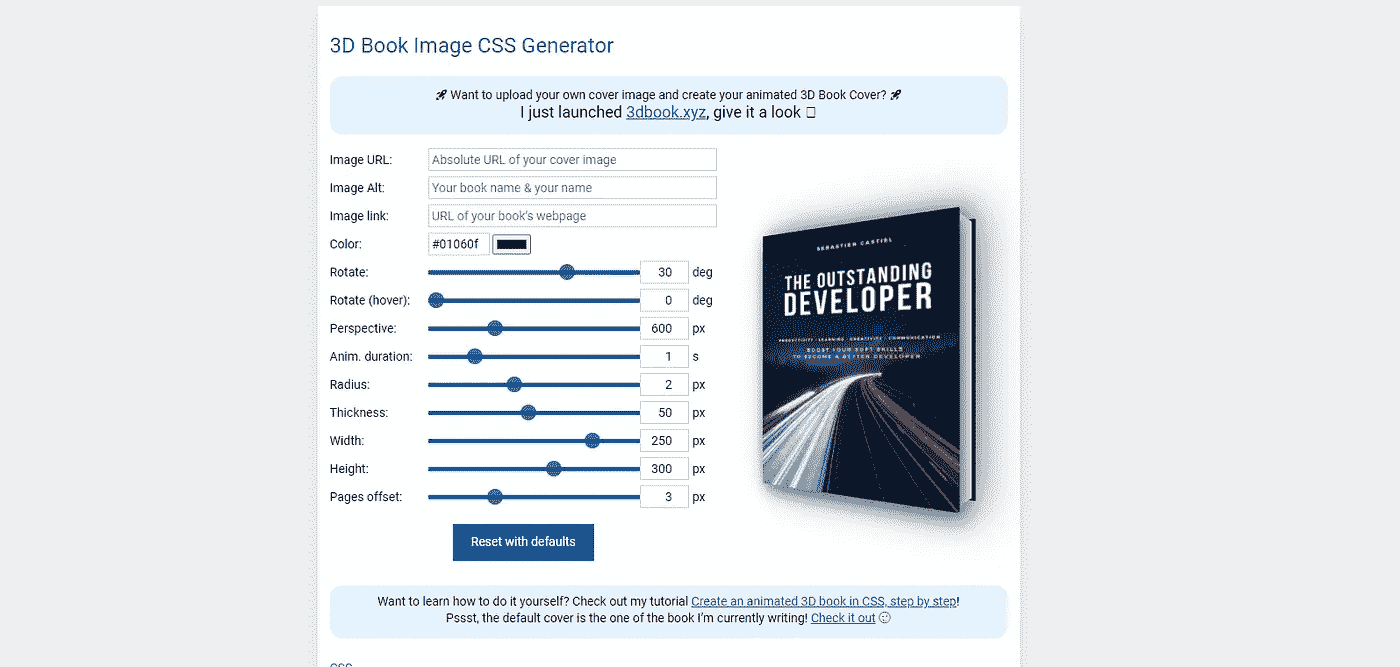 3D Book Image CSS Generator
🚀 Want to upload your own cover image and create your animated 3D Book Cover? 🚀
I just launched 3dbook.xyz, give it a look
Image URL: Absolute URL of your cover image
Image Alt: Your book name & your name
Image link: URL of your book's webpage
Color: #01060f
Rotate: 30 deg
Rotate (hover): 0 deg
Perspective: 600 px
Anim. duration: 1 s
Radius: 2 px
Thickness: 50 px
Width: 250 px
Height: 300 px
Pages offset: 3 px
Reset with defaults
SEBASTIEN CASTIEL
THE OUTSTANDING
DEVELOPER
PRODUCTIVITY · LEARNING · CREATIVITY · COMMUNICATION
BOOST YOUR SOFT SKILLS
TO BECOME A BETTER DEVELOPER
Want to learn how to do it yourself? Check out my tutorial Create an animated 3D book in CSS, step by step!
Pssst, the default cover is the one of the book I'm currently writing! Check it out 🙂
CSS